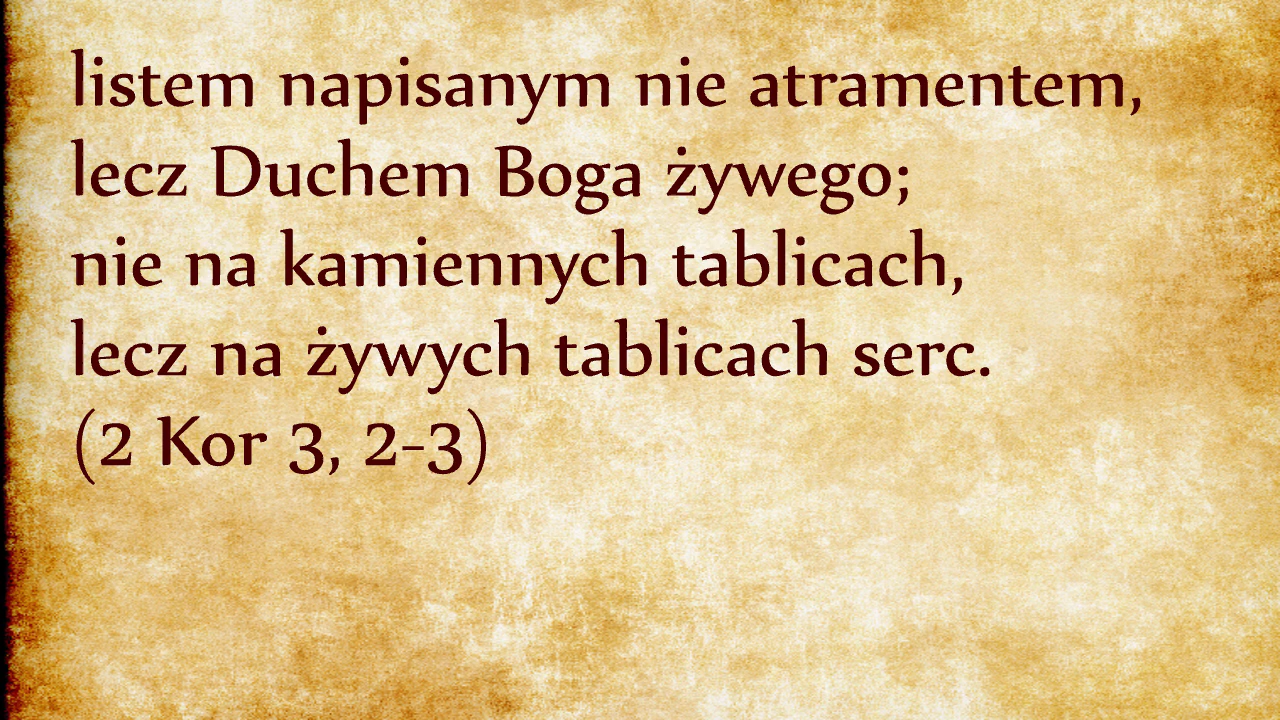 listem napisanym nie atramentem,
lecz Duchem Boga żywego;
nie na kamiennych tablicach,
lecz na żywych tablicach serc.
(2 Kor 3, 2-3)